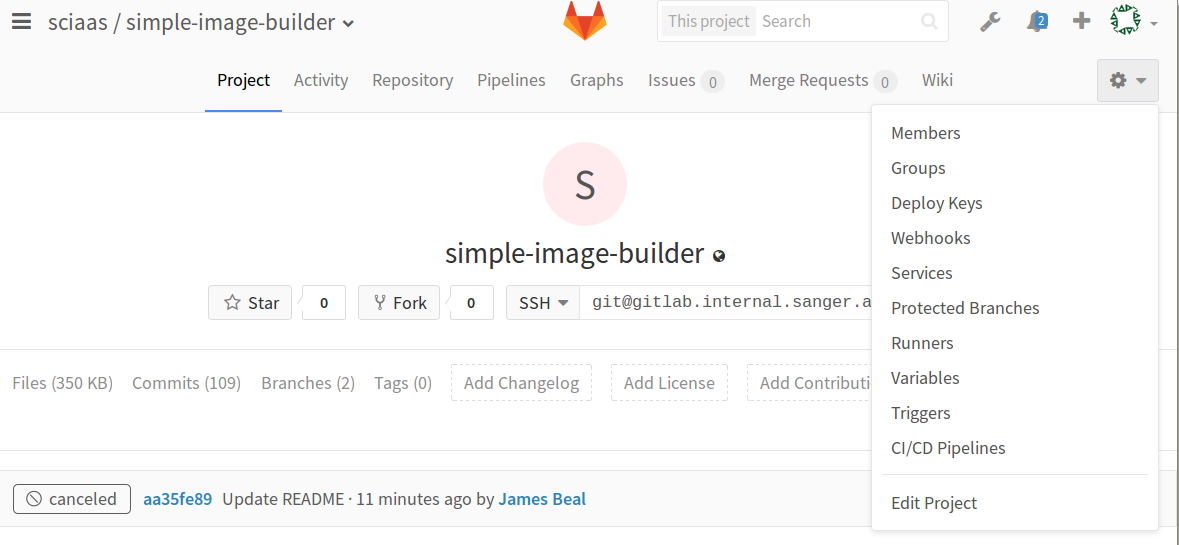 sciaas / simple-image-builder
This project Search
2
Project Activity Repository Pipelines Graphs Issues 0 Merge Requests 0 Wiki
Members
Groups
Deploy Keys
Webhooks
Services
Protected Branches
Runners
Variables
Triggers
CI/CD Pipelines
Edit Project
S
simple-image-builder
Star 0 Fork 0 SSH git@gitlab.internal.sanger.a
Files (350 KB) Commits (109) Branches (2) Tags (0) Add Changelog Add License Add Contributi
canceled aa35fe89 Update README · 11 minutes ago by James Beal